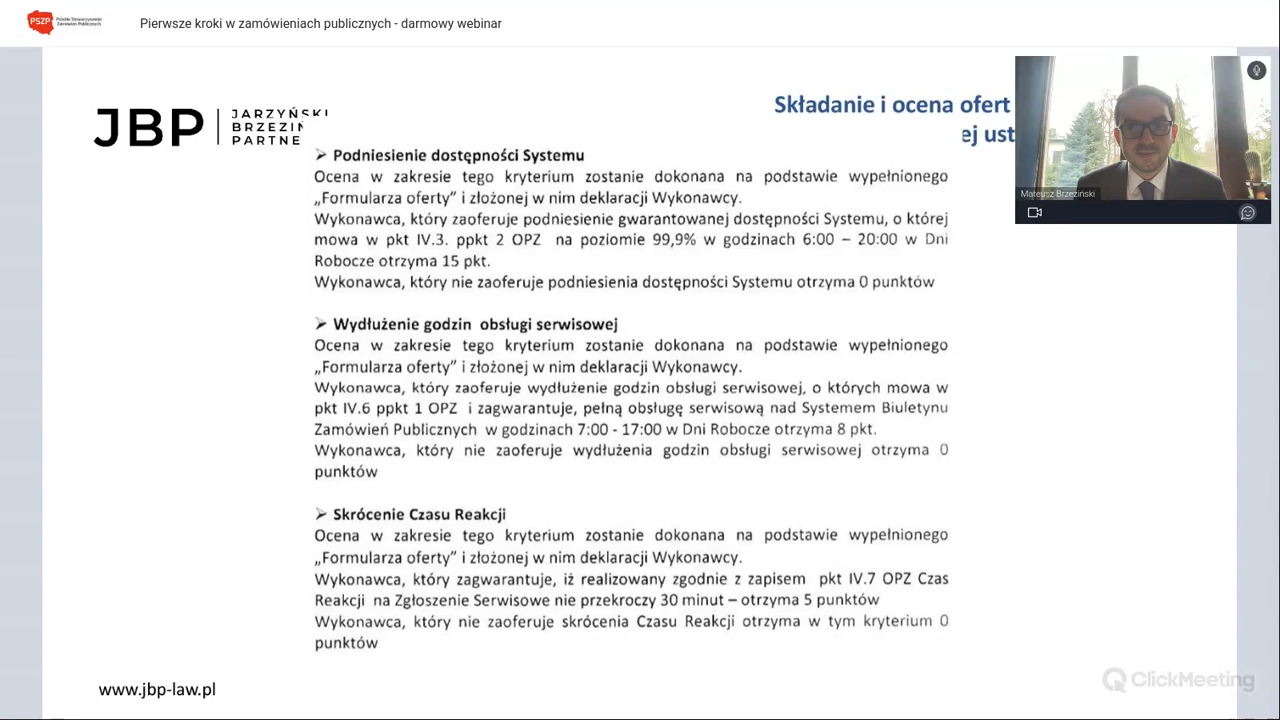 PSZP Polskie Stowarzyszenie
Zamówień Publicznych
Pierwsze kroki w zamówieniach publicznych - darmowy webinar
JBP
JARZYŃSKI
BRZEZIŃ
PARTNE
Składanie i ocena ofert
ej ust
Mateusz Brzeziński
➢ Podniesienie dostępności Systemu
Ocena w zakresie tego kryterium zostanie dokonana na podstawie wypełnionego
„Formularza oferty” i złożonej w nim deklaracji Wykonawcy.
Wykonawca, który zaoferuje podniesienie gwarantowanej dostępności Systemu, o której
mowa w pkt IV.3. ppkt 2 OPZ na poziomie 99,9% w godzinach 6:00 – 20:00 w Dni
Robocze otrzyma 15 pkt.
Wykonawca, który nie zaoferuje podniesienia dostępności Systemu otrzyma 0 punktów
➢ Wydłużenie godzin obsługi serwisowej
Ocena w zakresie tego kryterium zostanie dokonana na podstawie wypełnionego
„Formularza oferty” i złożonej w nim deklaracji Wykonawcy.
Wykonawca, który zaoferuje wydłużenie godzin obsługi serwisowej, o których mowa w
pkt IV.6 ppkt 1 OPZ i zagwarantuje, pełną obsługę serwisową nad Systemem Biuletynu
Zamówień Publicznych w godzinach 7:00 - 17:00 w Dni Robocze otrzyma 8 pkt.
Wykonawca, który nie zaoferuje wydłużenia godzin obsługi serwisowej otrzyma 0
punktów
➢ Skrócenie Czasu Reakcji
Ocena w zakresie tego kryterium zostanie dokonana na podstawie wypełnionego
„Formularza oferty” i złożonej w nim deklaracji Wykonawcy.
Wykonawca, który zagwarantuje, iż realizowany zgodnie z zapisem pkt IV.7 OPZ Czas
Reakcji na Zgłoszenie Serwisowe nie przekroczy 30 minut – otrzyma 5 punktów
Wykonawca, który nie zaoferuje skrócenia Czasu Reakcji otrzyma w tym kryterium 0
punktów
www.jbp-law.pl
ClickMeeting